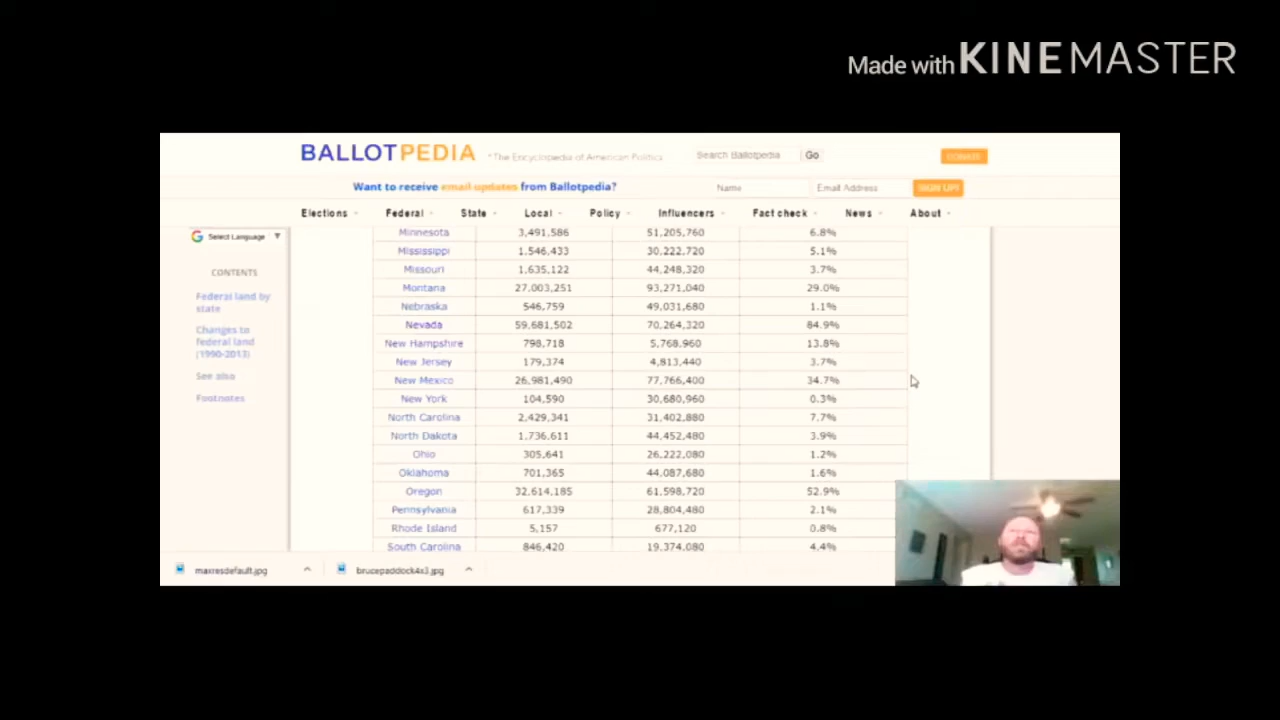 Made with KINEMASTER
BALLOTPEDIA The Encyclopedia of American Politics Search Ballotpedia Go DONATE
Want to receive email updates from Ballotpedia? Name Email Address SIGN UP!
Elections Federal State Local Policy Influencers Fact check News About
Select Language
CONTENTS
Federal land by
state
Changes to
federal land
(1990-2013)
See also
Footnotes
Minnesota 3,491,586 51,205,760 6.8%
Mississippi 1,546,433 30,222,720 5.1%
Missouri 1,635,122 44,248,320 3.7%
Montana 27,003,251 93,271,040 29.0%
Nebraska 546,759 49,031,680 1.1%
Nevada 59,681,502 70,264,320 84.9%
New Hampshire 798,718 5,768,960 13.8%
New Jersey 179,374 4,813,440 3.7%
New Mexico 26,981,490 77,766,400 34.7%
New York 104,590 30,680,960 0.3%
North Carolina 2,429,341 31,402,880 7.7%
North Dakota 1,736,611 44,452,480 3.9%
Ohio 305,641 26,222,080 1.2%
Oklahoma 701,365 44,087,680 1.6%
Oregon 32,614,185 61,598,720 52.9%
Pennsylvania 617,339 28,804,480 2.1%
Rhode Island 5,157 677,120 0.8%
South Carolina 846,420 19,374,080 4.4%
maxresdefault.jpg brucepaddock4x3.jpg